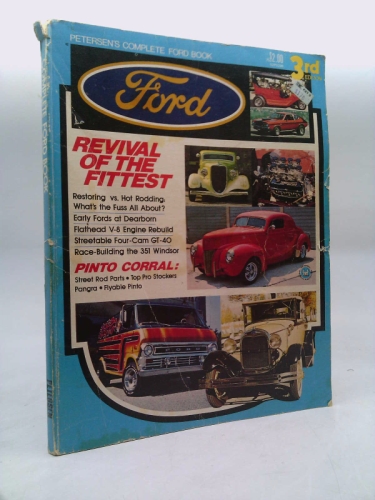 PETERSEN'S COMPLETE FORD BOOK
3rd
Ford
REVIVAL
OF THE
FITTEST
Restoring vs. Hot Rodding:
What's the Fuss All About?
Early Fords at Dearborn
Flathead V-8 Engine Rebuild
Streetable Four-Cam GT-40
Race-Building the 351 Windsor
PINTO CORRAL:
Street Rod Parts • Top Pro Stockers
Pangra • Flyable Pinto